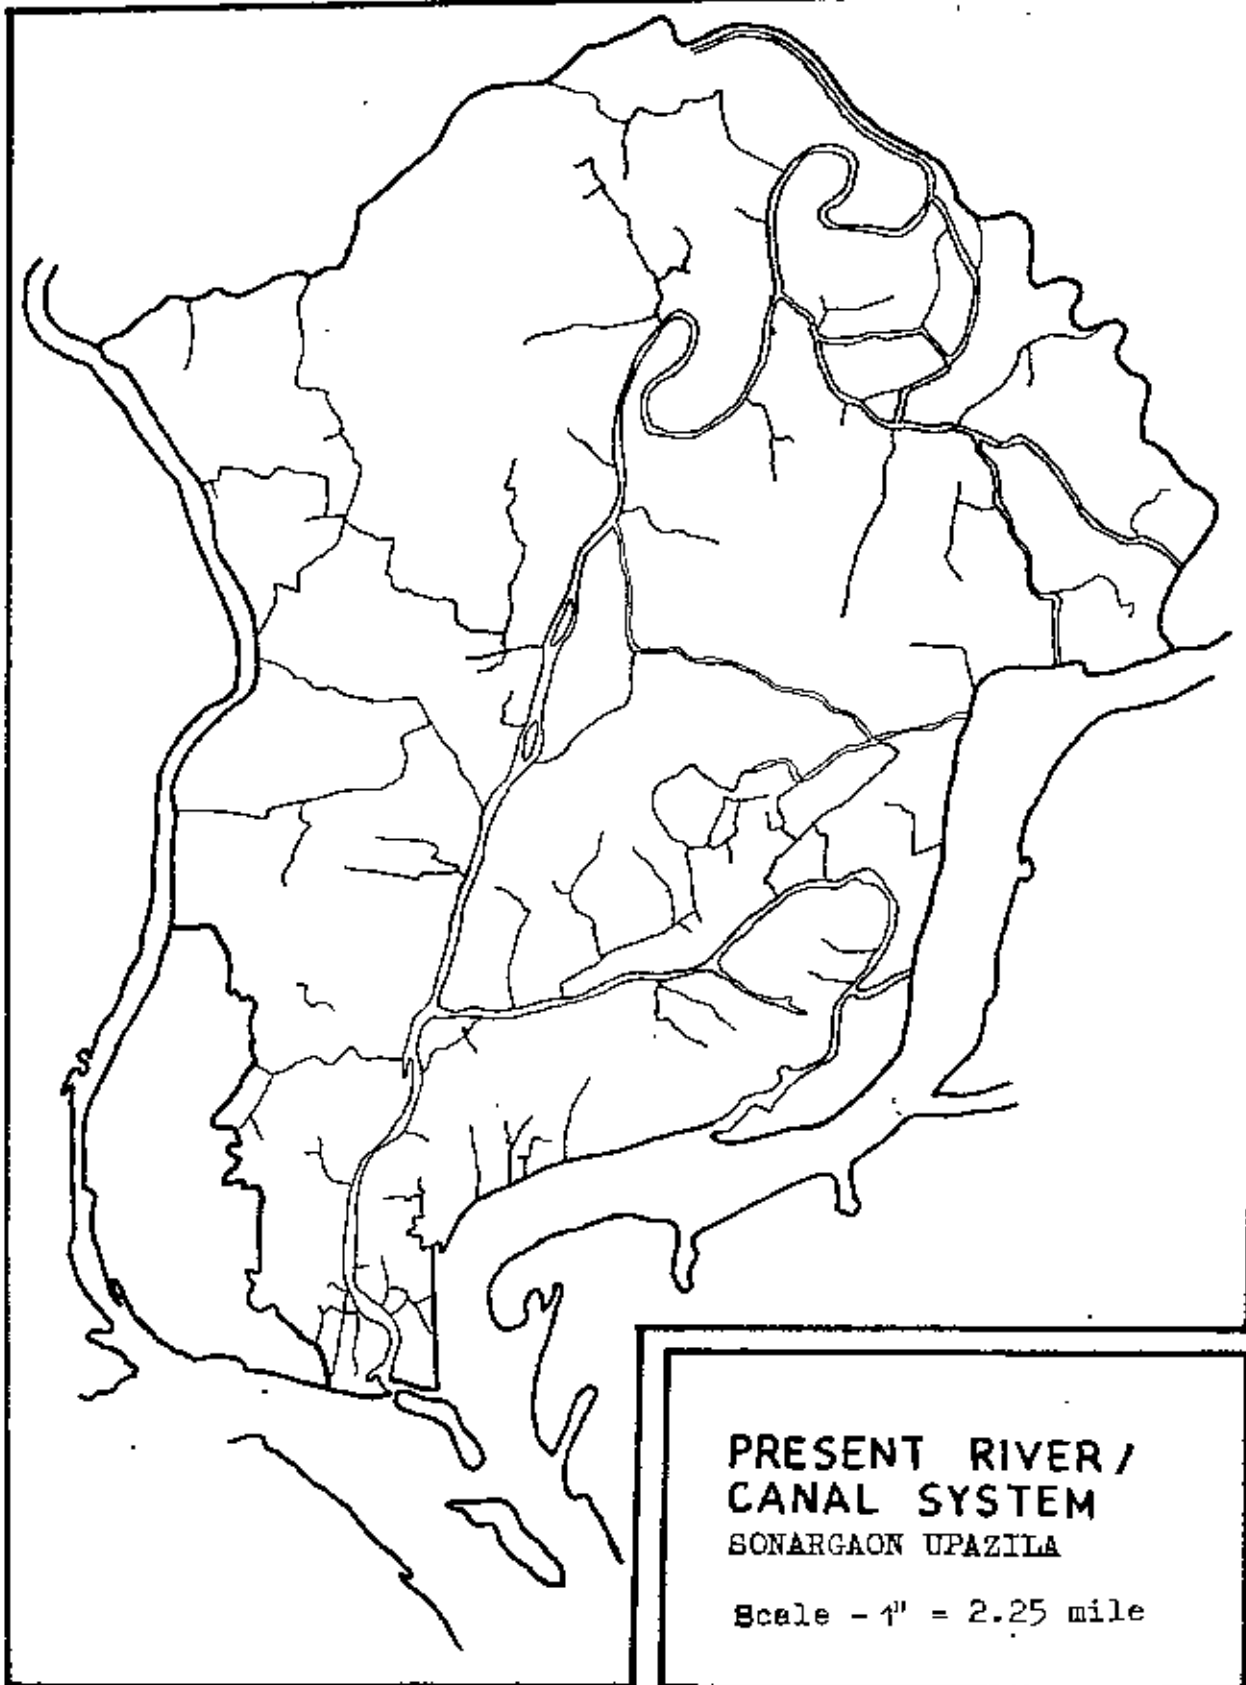 PRESENT RIVER /
CANAL SYSTEM
SONARGAON UPAZILA
Scale - 1" = 2.25 mile